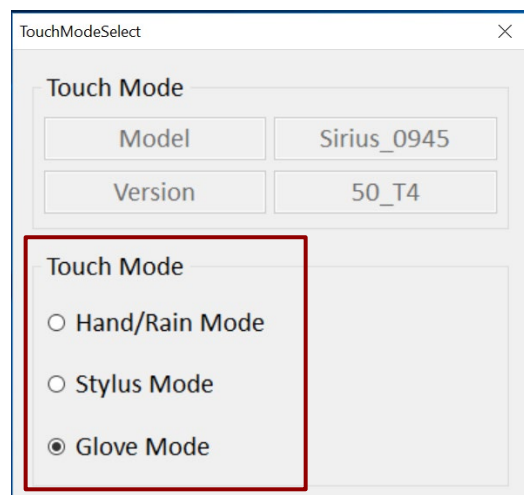 TouchModeSelect
Touch Mode
Model Sirius_0945
Version 50_T4
Touch Mode
Hand/Rain Mode
Stylus Mode
Glove Mode